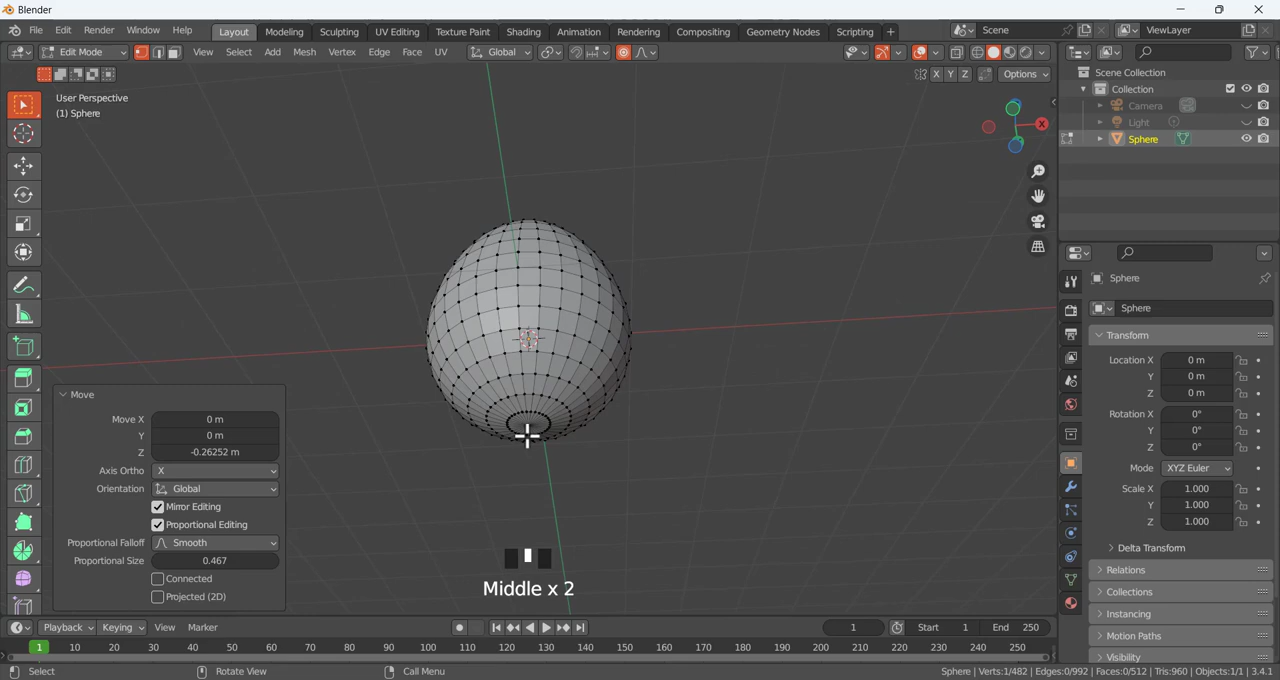 Blender
File Edit Render Window Help Layout Modeling Sculpting UV Editing Texture Paint Shading Animation Rendering Compositing Geometry Nodes Scripting + Scene ViewLayer
Edit Mode View Select Add Mesh Vertex Edge Face UV Global
X Y Z Options
Scene Collection
Collection
Camera
Light
Sphere
User Perspective
(1) Sphere
X
Move
Move X 0 m
Y 0 m
Z -0.26252 m
Axis Ortho X
Orientation Global
Mirror Editing
Proportional Editing
Proportional Falloff Smooth
Proportional Size 0.467
Connected
Projected (2D)
Middle x 2
Sphere
Sphere
Transform
Location X 0 m
Y 0 m
Z 0 m
Rotation X 0°
Y 0°
Z 0°
Mode XYZ Euler
Scale X 1.000
Y 1.000
Z 1.000
Delta Transform
Relations
Collections
Instancing
Motion Paths
Visibility
Playback Keying View Marker 1 Start 1 End 250
1 10 20 30 40 50 60 70 80 90 100 110 120 130 140 150 160 170 180 190 200 210 220 230 240 250
Select Rotate View Call Menu Sphere | Verts:1/482 | Edges:0/992 | Faces:0/512 | Tris:960 | Objects:1/1 | 3.4.1